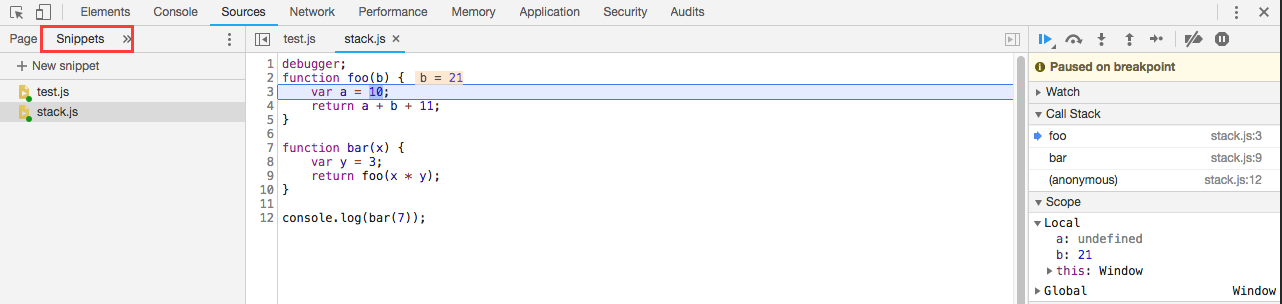 Elements Console Sources Network Performance Memory Application Security Audits
Page Snippets »
+ New snippet
test.js
stack.js
test.js stack.js ×
1 debugger;
2 function foo(b) { b = 21
3 var a = 10;
4 return a + b + 11;
5 }
6
7 function bar(x) {
8 var y = 3;
9 return foo(x * y);
10 }
11
12 console.log(bar(7));
Paused on breakpoint
Watch
Call Stack
foo stack.js:3
bar stack.js:9
(anonymous) stack.js:12
Scope
Local
a: undefined
b: 21
this: Window
Global Window